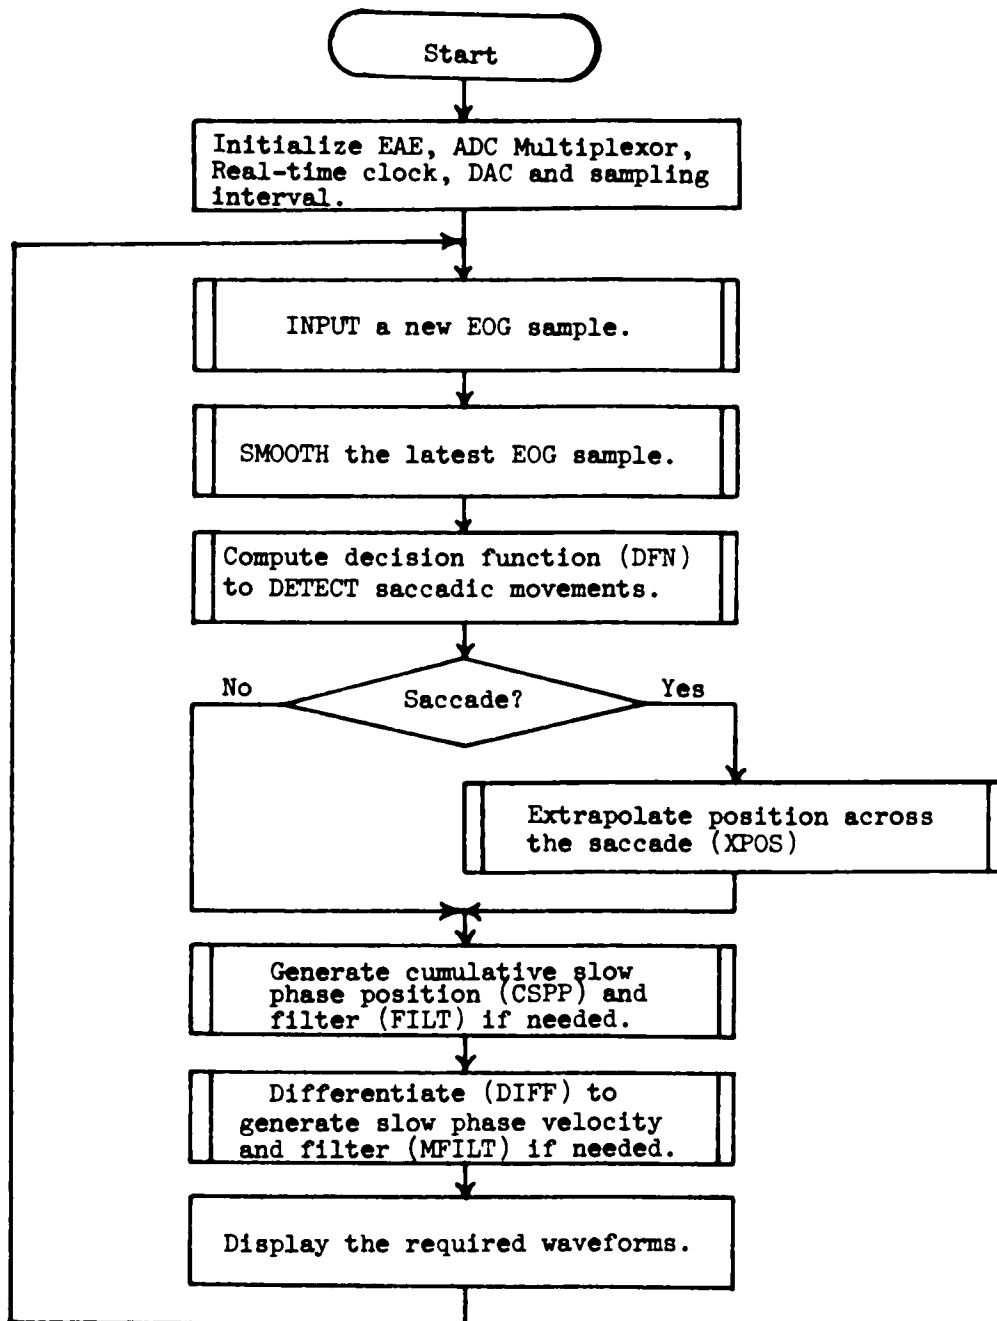 Start
Initialize EAE, ADC Multiplexor,
Real-time clock, DAC and sampling
interval.
INPUT a new EOG sample.
SMOOTH the latest EOG sample.
Compute decision function (DFN)
to DETECT saccadic movements.
No
Saccade?
Yes
Extrapolate position across
the saccade (XPOS)
Generate cumulative slow
phase position (CSPP) and
filter (FILT) if needed.
Differentiate (DIFF) to
generate slow phase velocity
and filter (MFILT) if needed.
Display the required waveforms.